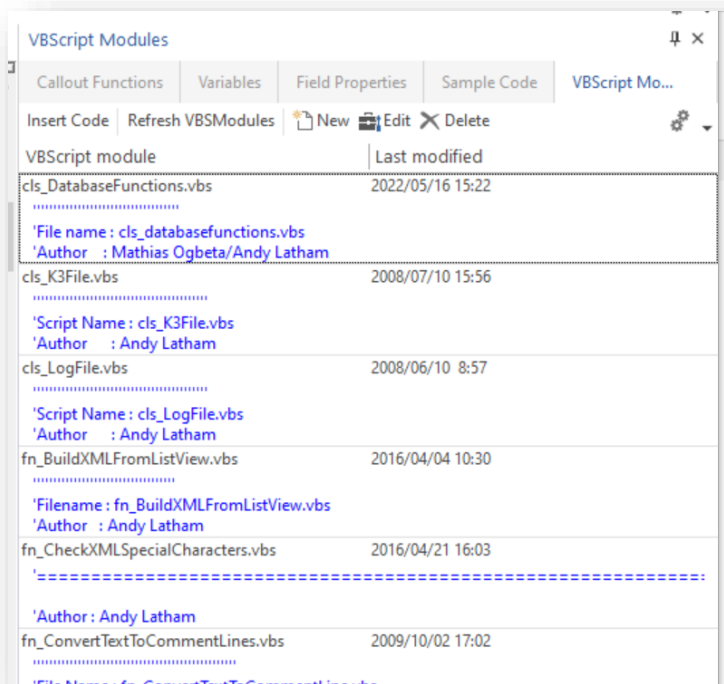 VBScript Modules
Callout Functions Variables Field Properties Sample Code VBScript Mo...
Insert Code Refresh VBSModules New Edit Delete
VBScript module Last modified
cls_DatabaseFunctions.vbs 2022/05/16 15:22
''''''''''''''''''''''''''''''''''''
'File name : cls_databasefunctions.vbs
'Author : Mathias Ogbeta/Andy Latham
cls_K3File.vbs 2008/07/10 15:56
'''''''''''''''''''''''''''''''''''''''''''
'Script Name : cls_K3File.vbs
'Author : Andy Latham
cls_LogFile.vbs 2008/06/10 8:57
'''''''''''''''''''''''''''''''''''''''''''
'Script Name : cls_LogFile.vbs
'Author : Andy Latham
fn_BuildXMLFromListView.vbs 2016/04/04 10:30
'''''''''''''''''''''''''''''''''''
'Filename : fn_BuildXMLFromListView.vbs
'Author : Andy Latham
fn_CheckXMLSpecialCharacters.vbs 2016/04/21 16:03
'==================================================================
'Author : Andy Latham
fn_ConvertTextToCommentLines.vbs 2009/10/02 17:02
''''''''''''''''''''''''''''''''''''''''''''''''''
'File Name : fn_ConvertTextToCommentLine.vbs